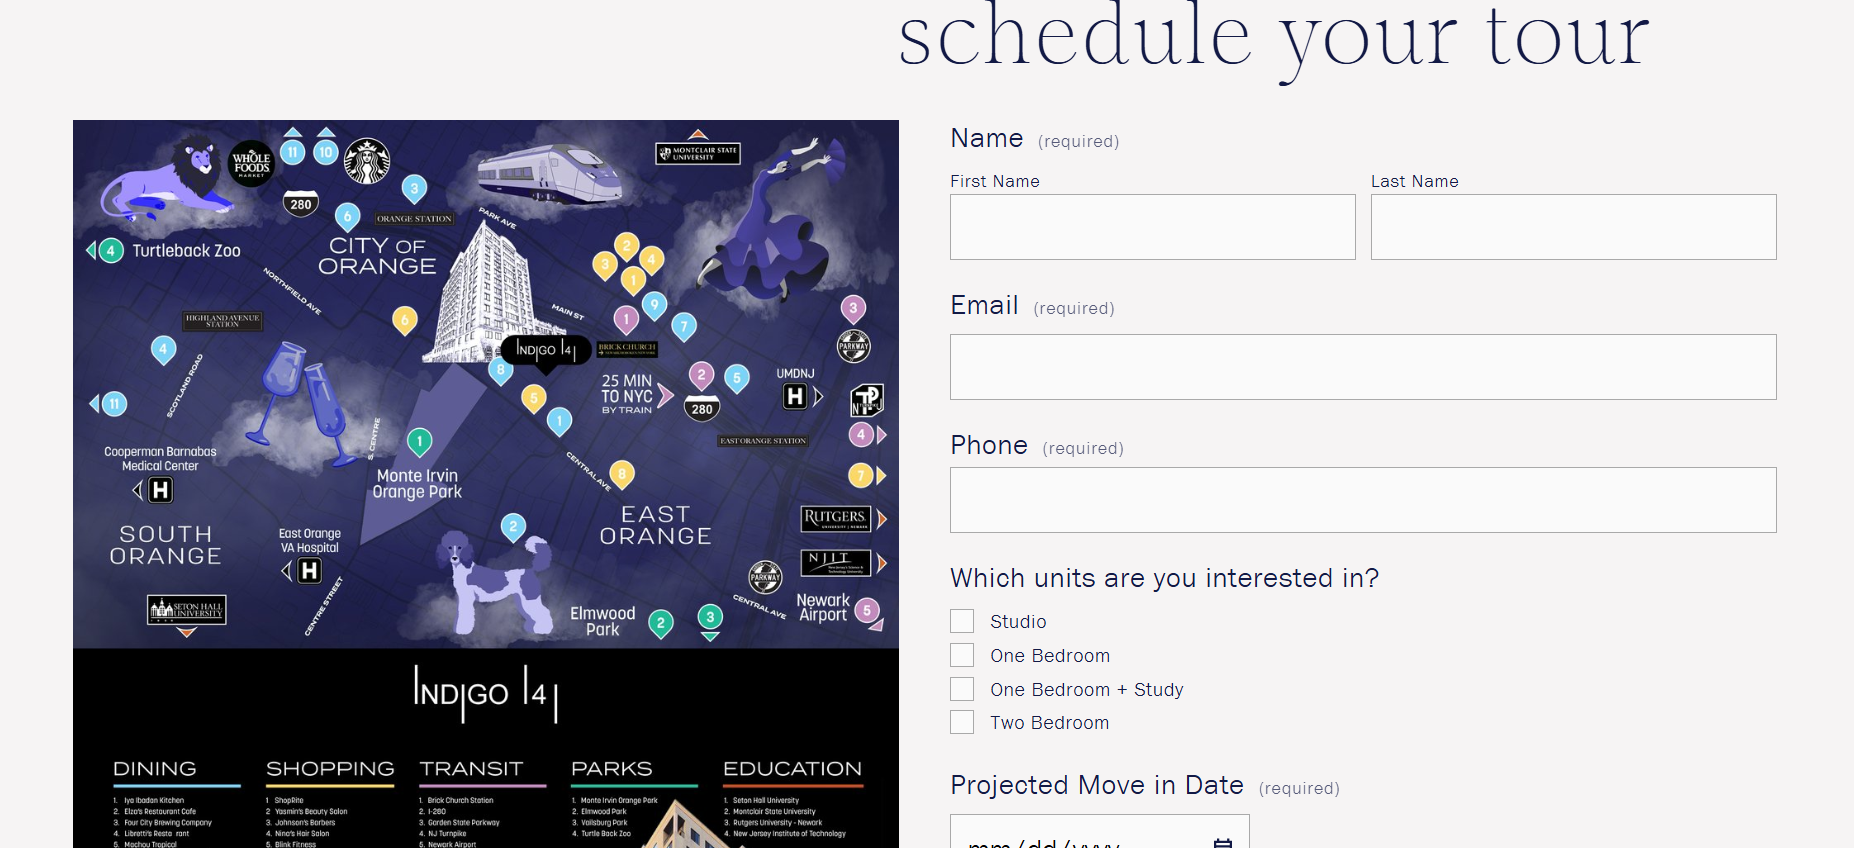 schedule your tour
WHOLE FOODS MARKET
11
10
MONTCLAIR STATE UNIVERSITY
280
3
6
ORANGE STATION
PARK AVE
4 Turtleback Zoo
CITY OF ORANGE
NORTHFIELD AVE
2
3
4
1
HIGHLAND AVENUE STATION
6
MAIN ST
9
1
7
3
PARKWAY
4
SCOTLAND ROAD
INDIGO 141
BRICK CHURCH
8
25 MIN TO NYC BY TRAIN
2
5
280
UMDNJ
H
11
5
1
S. CENTRE
1
Monte Irvin Orange Park
EAST ORANGE STATION
4
Cooperman Barnabas Medical Center
H
CENTRAL AVE
8
7
SOUTH ORANGE
East Orange VA Hospital
H
2
EAST ORANGE
RUTGERS
NJIT
PARKWAY
CENTRAL AVE
SETON HALL UNIVERSITY
CENTRE STREET
Elmwood Park
2
3
Newark Airport
5
INDIGO 141
DINING
1. Iya Ibadan Kitchen
2. Elzo's Restaurant Cafe
3. Four City Brewing Company
4. Libretti's
5. Machou Tropical
SHOPPING
1 ShopRite
2 Yasmin's Beauty Salon
3. Johnson's Barbers
4. Nina's Hair Salon
5. Blink Fitness
TRANSIT
1. Brick Church Station
2. I-280
3. Garden State Parkway
4. NJ Turnpike
5. Newark Airport
PARKS
1. Monte Irvin Orange Park
2. Elmwood Park
3. Vailsburg Park
4. Turtle Back Zoo
EDUCATION
1. Seton Hall University
2. Montclair State University
3. Rutgers University - Newark
4. New Jersey Institute of Technology
Name (required)
First Name
Last Name
Email (required)
Phone (required)
Which units are you interested in?
Studio
One Bedroom
One Bedroom + Study
Two Bedroom
Projected Move in Date (required)
mm/dd/yyyy